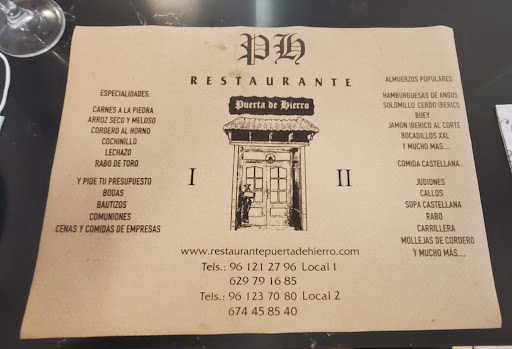 PH
RESTAURANTE
Puerta de Hierro
ESPECIALIDADES:
CARNES A LA PIEDRA
ARROZ SECO Y MELOSO
CORDERO AL HORNO
COCHINILLO
LECHAZO
RABO DE TORO
Y PIDE TU PRESUPUESTO
BODAS
BAUTIZOS
COMUNIONES
CENAS Y COMIDAS DE EMPRESAS
I
II
ALMUERZOS POPULARES:
HAMBURGUESAS DE ANGUS
SOLOMILLO CERDO IBERICO
BUEY
JAMON IBERICO AL CORTE
BOCADILLOS XXL
Y MUCHO MAS....
COMIDA CASTELLANA:
JUDIONES
CALLOS
SOPA CASTELLANA
RABO
CARRILLERA
MOLLEJAS DE CORDERO
Y MUCHO MÁS.....
www.restaurantepuertadehierro.com
Tels.: 96 121 27 96 Local 1
629 79 16 85
Tels.: 96 123 70 80 Local 2
674 45 85 40